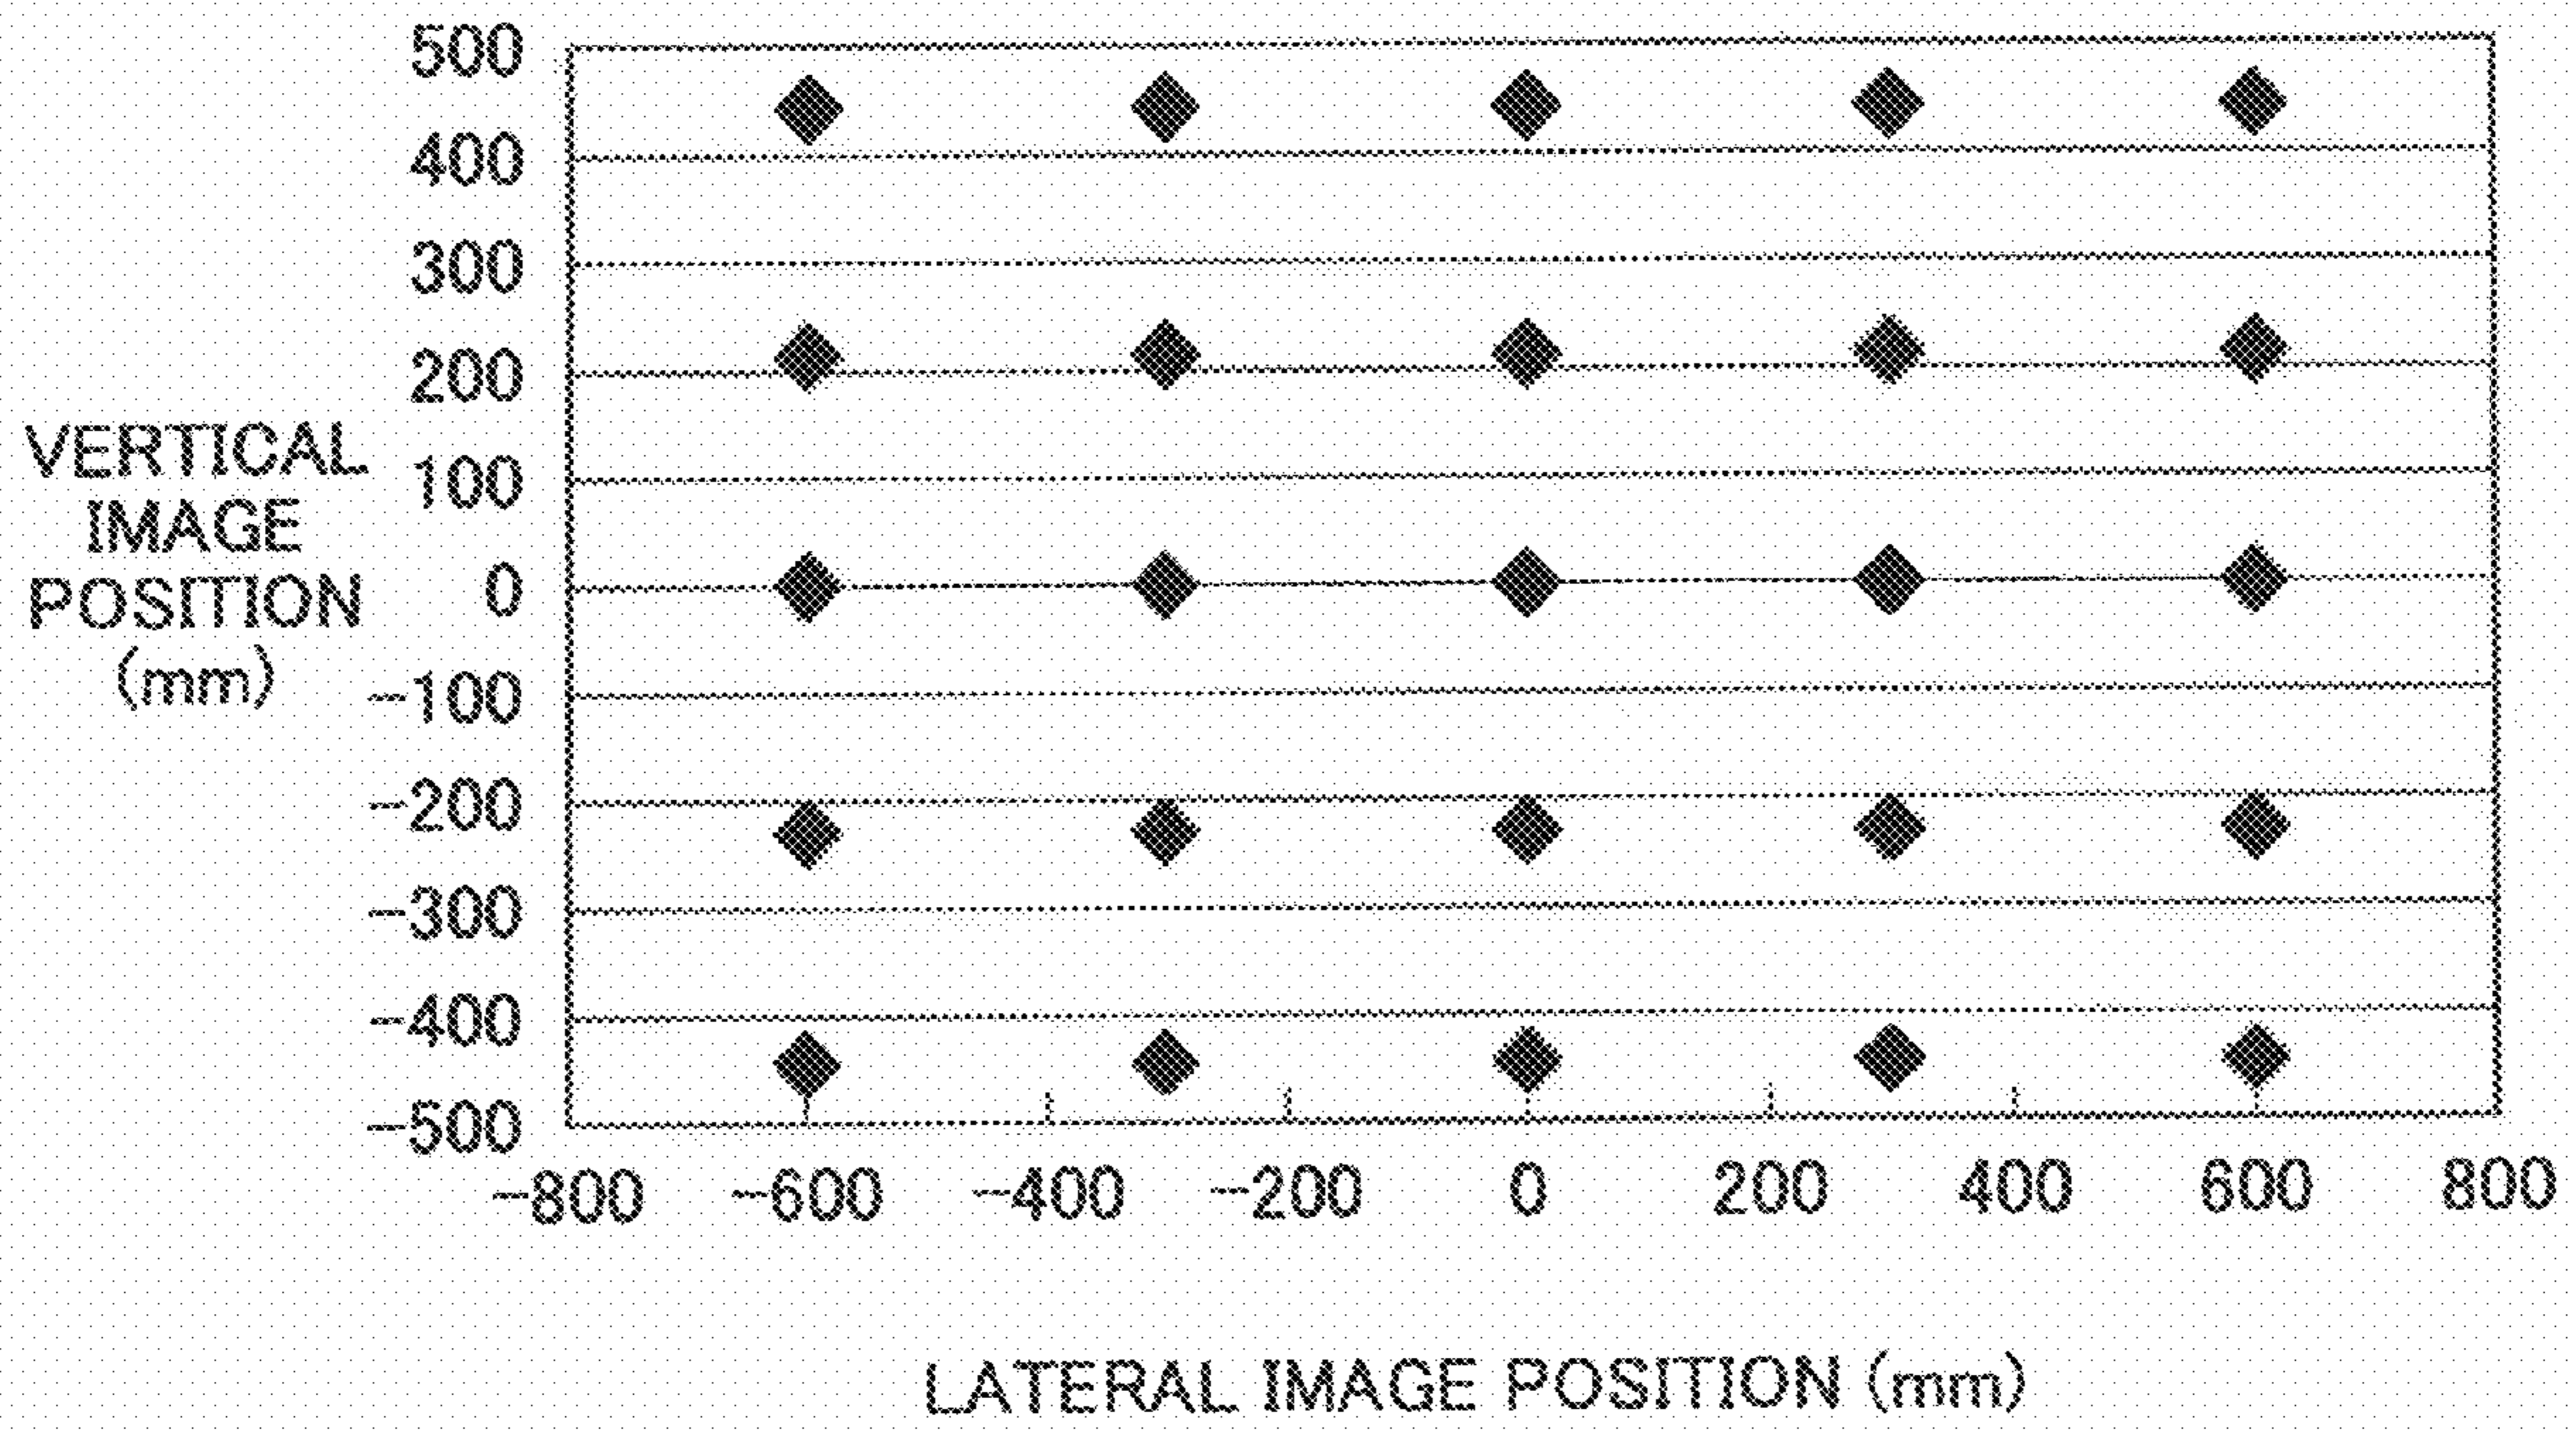 500
400
300
200
100
0
−100
−200
−300
−400
−500
VERTICAL
IMAGE
POSITION
(mm)
−800 −600 −400 −200 0 200 400 600 800
LATERAL IMAGE POSITION (mm)